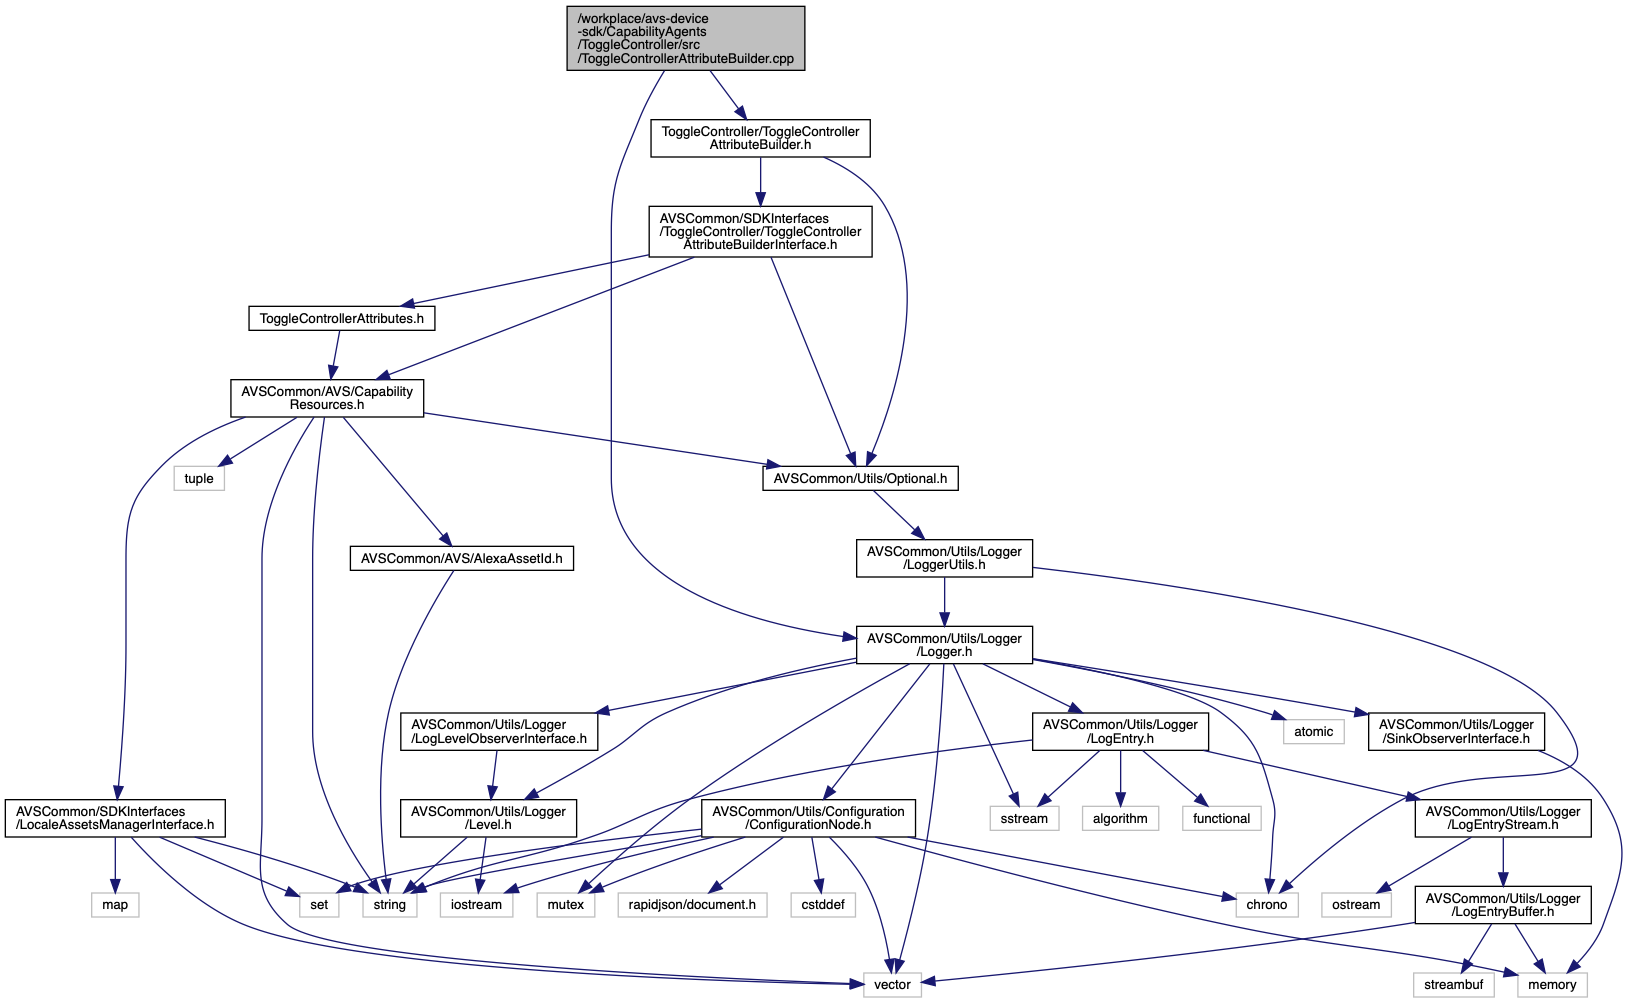 /workplace/avs-device
-sdk/CapabilityAgents
/ToggleController/src
/ToggleControllerAttributeBuilder.cpp
ToggleController/ToggleController
AttributeBuilder.h
AVSCommon/SDKInterfaces
/ToggleController/ToggleController
AttributeBuilderInterface.h
ToggleControllerAttributes.h
AVSCommon/AVS/Capability
Resources.h
tuple
AVSCommon/Utils/Optional.h
AVSCommon/AVS/AlexaAssetId.h
AVSCommon/Utils/Logger
/LoggerUtils.h
AVSCommon/Utils/Logger
/Logger.h
AVSCommon/Utils/Logger
/LogLevelObserverInterface.h
AVSCommon/Utils/Logger
/LogEntry.h
atomic
AVSCommon/Utils/Logger
/SinkObserverInterface.h
AVSCommon/SDKInterfaces
/LocaleAssetsManagerInterface.h
AVSCommon/Utils/Logger
/Level.h
AVSCommon/Utils/Configuration
/ConfigurationNode.h
sstream
algorithm
functional
AVSCommon/Utils/Logger
/LogEntryStream.h
map
set
string
iostream
mutex
rapidjson/document.h
cstddef
chrono
ostream
AVSCommon/Utils/Logger
/LogEntryBuffer.h
vector
streambuf
memory